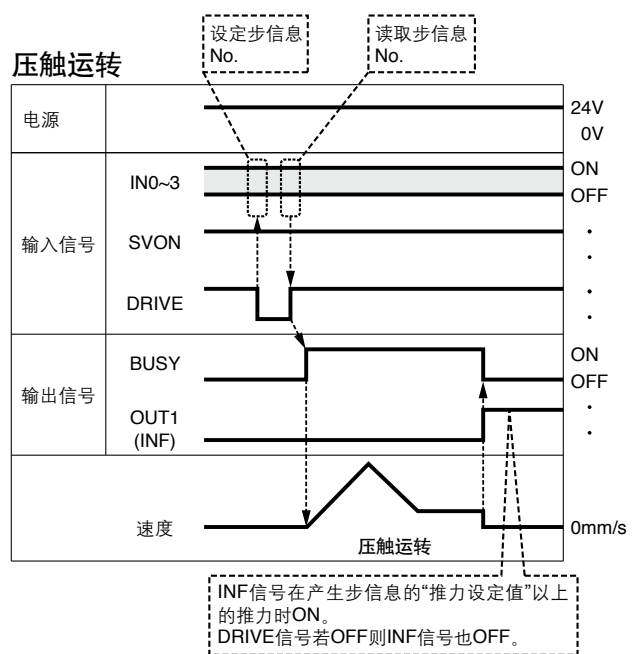 设定步信息
No.
读取步信息
No.
压触运转
电源
24V
0V
输入信号
IN0~3
ON
OFF
SVON
DRIVE
输出信号
BUSY
ON
OFF
OUT1
(INF)
速度
0mm/s
压触运转
INF信号在产生步信息的“推力设定值”以上
的推力时ON。
DRIVE信号若OFF则INF信号也OFF。